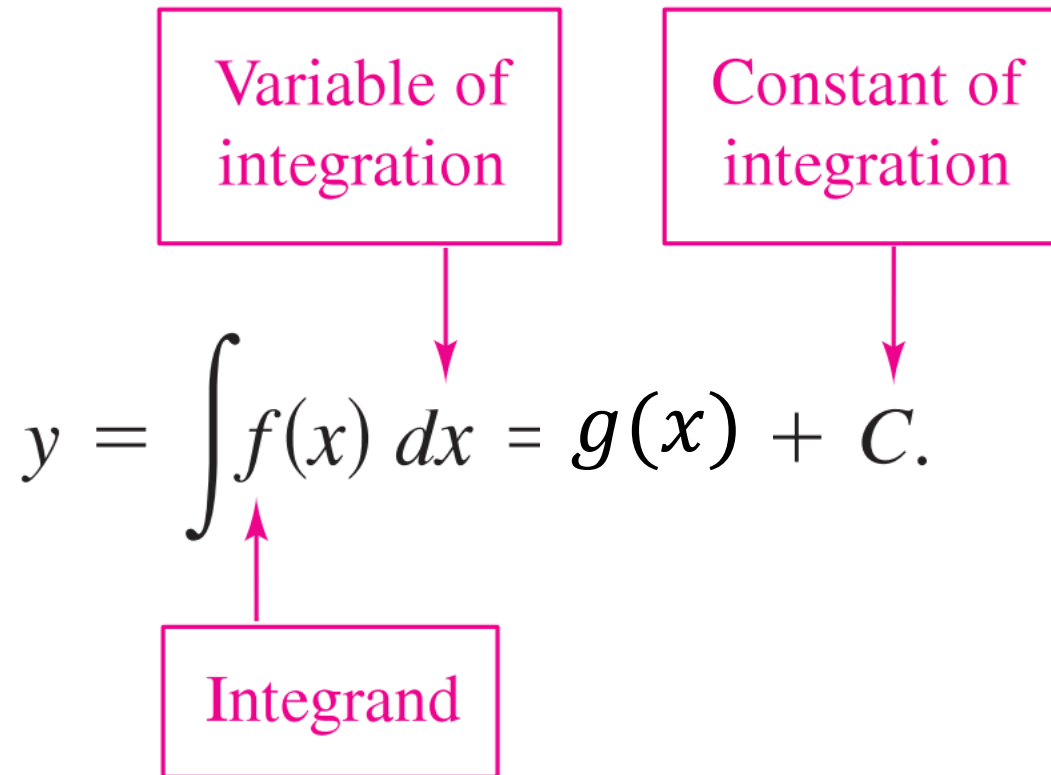 Variable of
integration
Constant of
integration
y = ∫ f(x) dx = g(x) + C.
Integrand